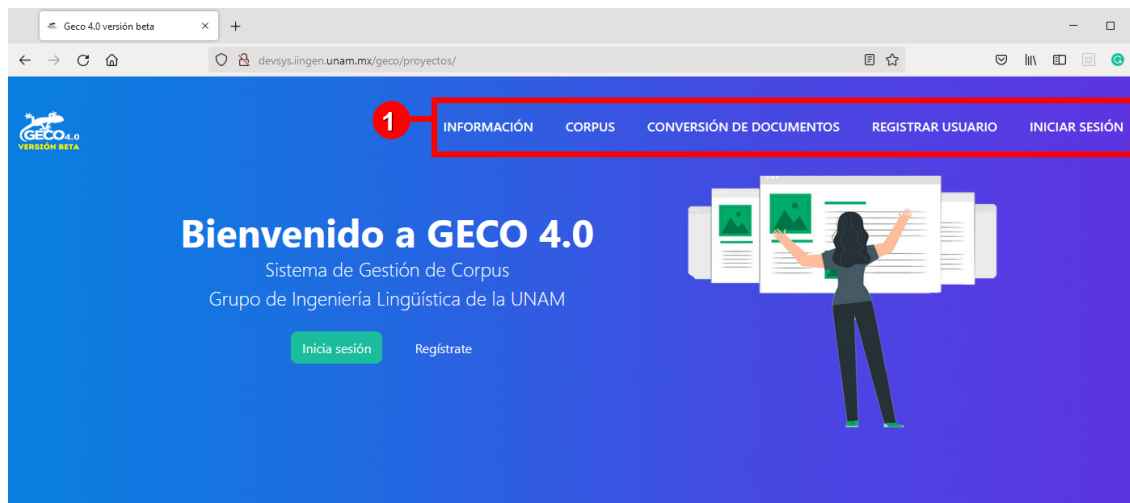 Geco 4.0 versión beta
devsys.iingen.unam.mx/geco/proyectos/
GECO4.0
VERSIÓN BETA
1
INFORMACIÓN CORPUS CONVERSIÓN DE DOCUMENTOS REGISTRAR USUARIO INICIAR SESIÓN
Bienvenido a GECO 4.0
Sistema de Gestión de Corpus
Grupo de Ingeniería Lingüística de la UNAM
Inicia sesión Regístrate